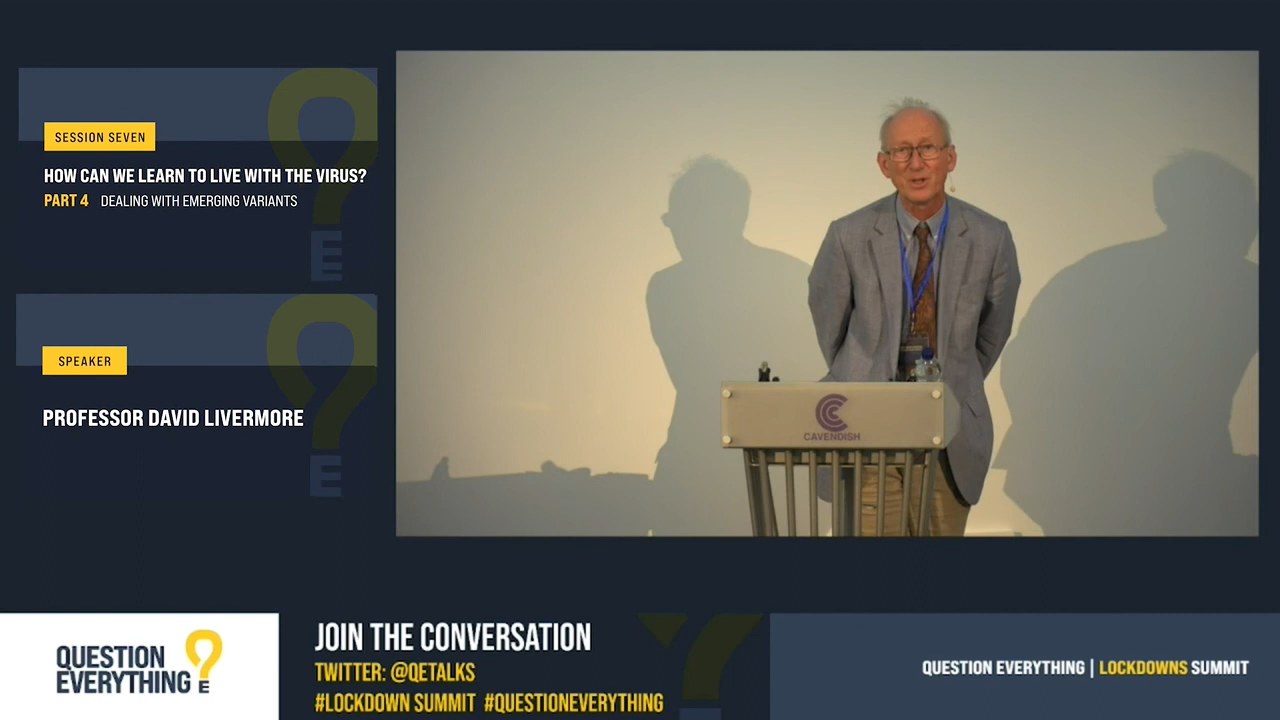 SESSION SEVEN
HOW CAN WE LEARN TO LIVE WITH THE VIRUS?
PART 4 DEALING WITH EMERGING VARIANTS
E
SPEAKER
PROFESSOR DAVID LIVERMORE
E
CAVENDISH
QUESTION
EVERYTHING
E
JOIN THE CONVERSATION
TWITTER: @QETALKS
#LOCKDOWN SUMMIT #QUESTIONEVERYTHING
QUESTION EVERYTHING | LOCKDOWNS SUMMIT